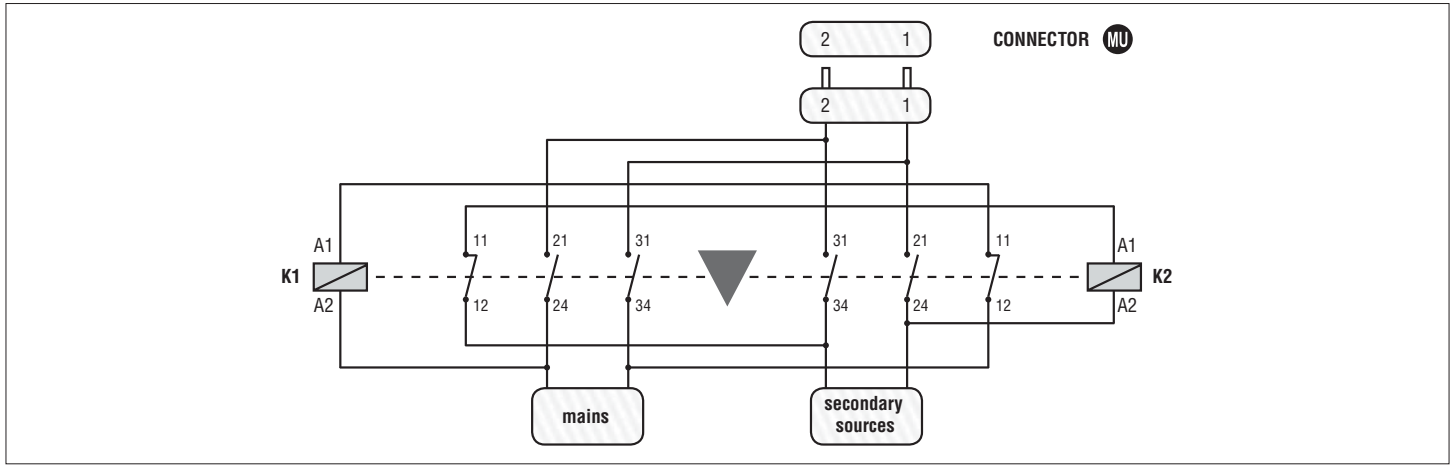 2 1
CONNECTOR MU
2 1
11 21 31 31 21 11
A1 A1
K1 K2
A2 A2
12 24 34 34 24 12
mains
secondary
sources